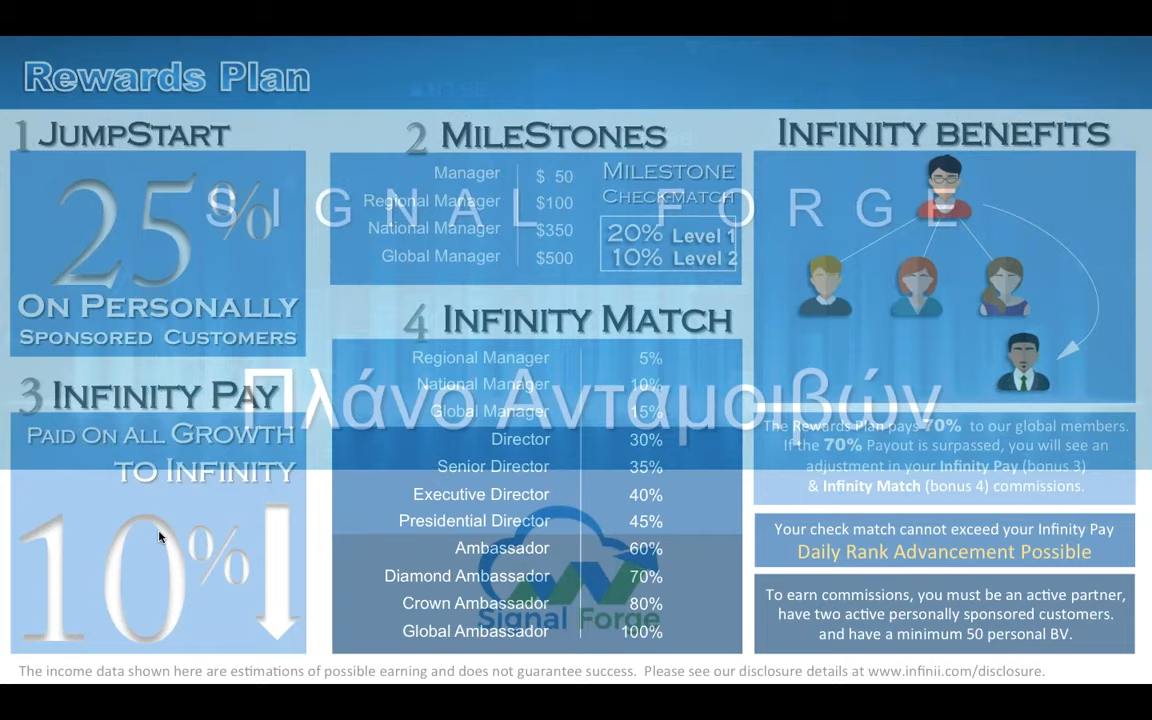 Rewards Plan
1 JUMPSTART
25%
ON PERSONALLY
SPONSORED CUSTOMERS
2 MILESTONES
Manager $ 50
Regional Manager $100
National Manager $350
Global Manager $500
MILESTONE
CHECKMATCH
20% Level 1
10% Level 2
INFINITY BENEFITS
SIGNAL FORGE
3 INFINITY PAY
PAID ON ALL GROWTH
TO INFINITY
10%
4 INFINITY MATCH
Regional Manager 5%
National Manager 10%
Global Manager 15%
Director 30%
Senior Director 35%
Executive Director 40%
Presidential Director 45%
Ambassador 60%
Diamond Ambassador 70%
Crown Ambassador 80%
Global Ambassador 100%
Πλάνο Ανταμοιβών
Signal Forge
The Rewards Plan pays 70% to our global members.
If the 70% Payout is surpassed, you will see an
adjustment in your Infinity Pay (bonus 3)
& Infinity Match (bonus 4) commissions.
Your check match cannot exceed your Infinity Pay
Daily Rank Advancement Possible
To earn commissions, you must be an active partner,
have two active personally sponsored customers.
and have a minimum 50 personal BV.
The income data shown here are estimations of possible earning and does not guarantee success. Please see our disclosure details at www.infinii.com/disclosure.